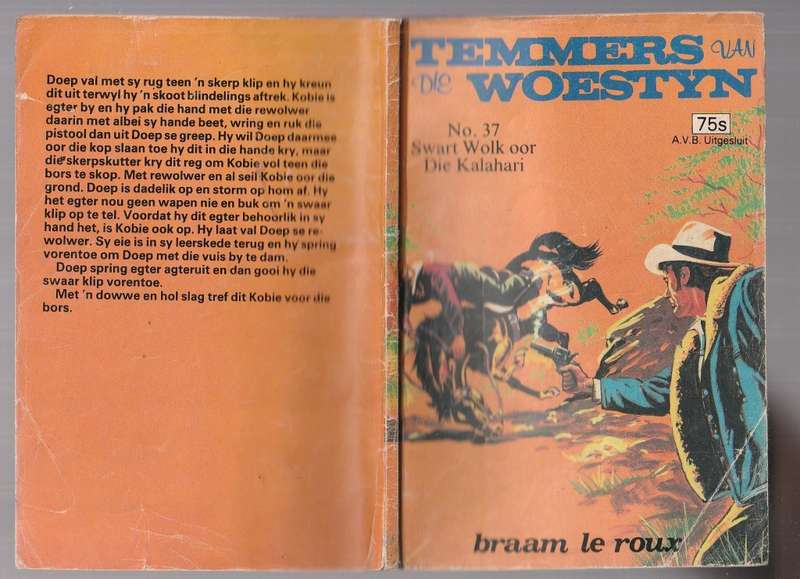 Doep val met sy rug teen 'n skerp klip en hy kreun
dit uit terwyl hy 'n skoot blindelings aftrek. Kobie is
egter by en hy pak die hand met die rewolwer
daarin met albei sy hande beet, wring en ruk die
pistool dan uit Doep se greep. Hy wil Doep daarmee
oor die kop slaan toe hy dit in die hande kry, maar
die skerpskutter kry dit reg om Kobie vol teen die
bors te skop. Met rewolwer en al seil Kobie oor die
grond. Doep is dadelik op en storm op hom af. Hy
het egter nou geen wapen nie en buk om 'n swaar
klip op te tel. Voordat hy dit egter behoorlik in sy
hand het, is Kobie ook op. Hy laat val Doep se re-
wolwer. Sy eie is in sy leerskede terug en hy spring
vorentoe om Doep met die vuis by te dam.
Doep spring egter agteruit en dan gooi hy die
swaar klip vorentoe.
Met 'n dowwe en hol slag tref dit Kobie voor die
bors.
TEMMERS VAN
DIE WOESTYN
75s
A.V.B. Uitgesluit
No. 37
Swart Wolk oor
Die Kalahari
braam le roux